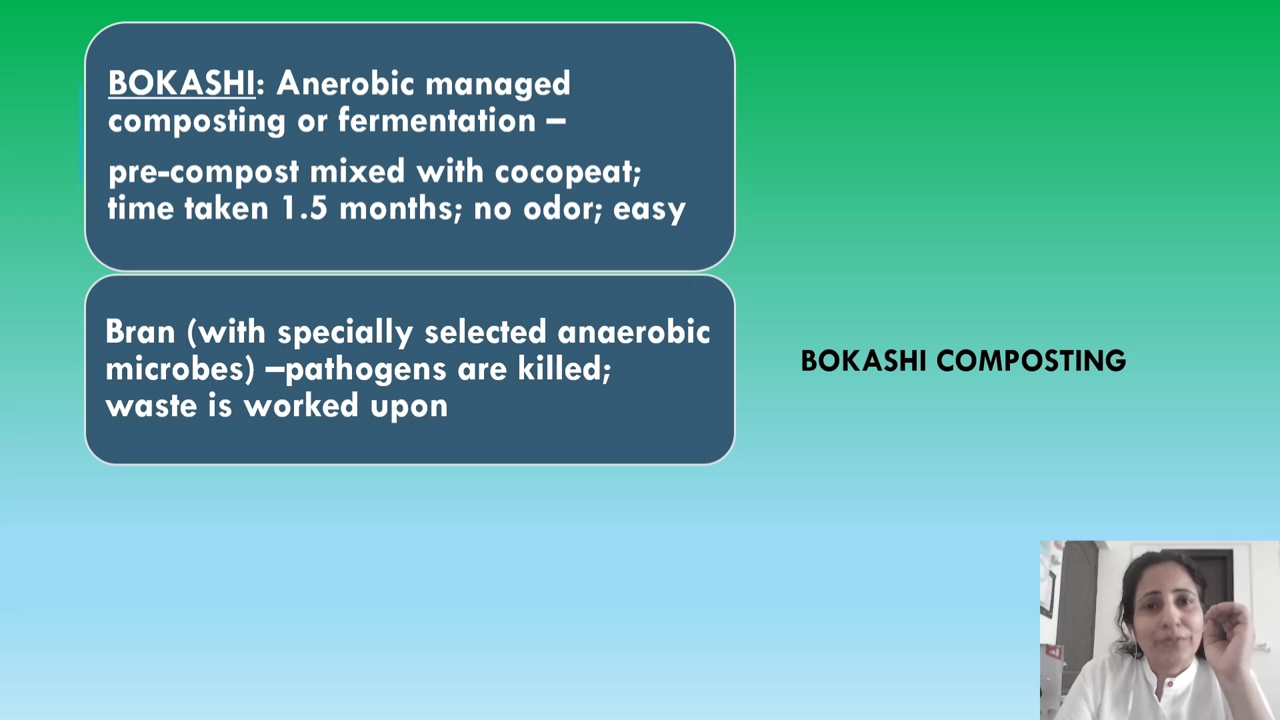 BOKASHI: Anerobic managed
composting or fermentation –
pre-compost mixed with cocopeat;
time taken 1.5 months; no odor; easy
Bran (with specially selected anaerobic
microbes) –pathogens are killed;
waste is worked upon
BOKASHI COMPOSTING